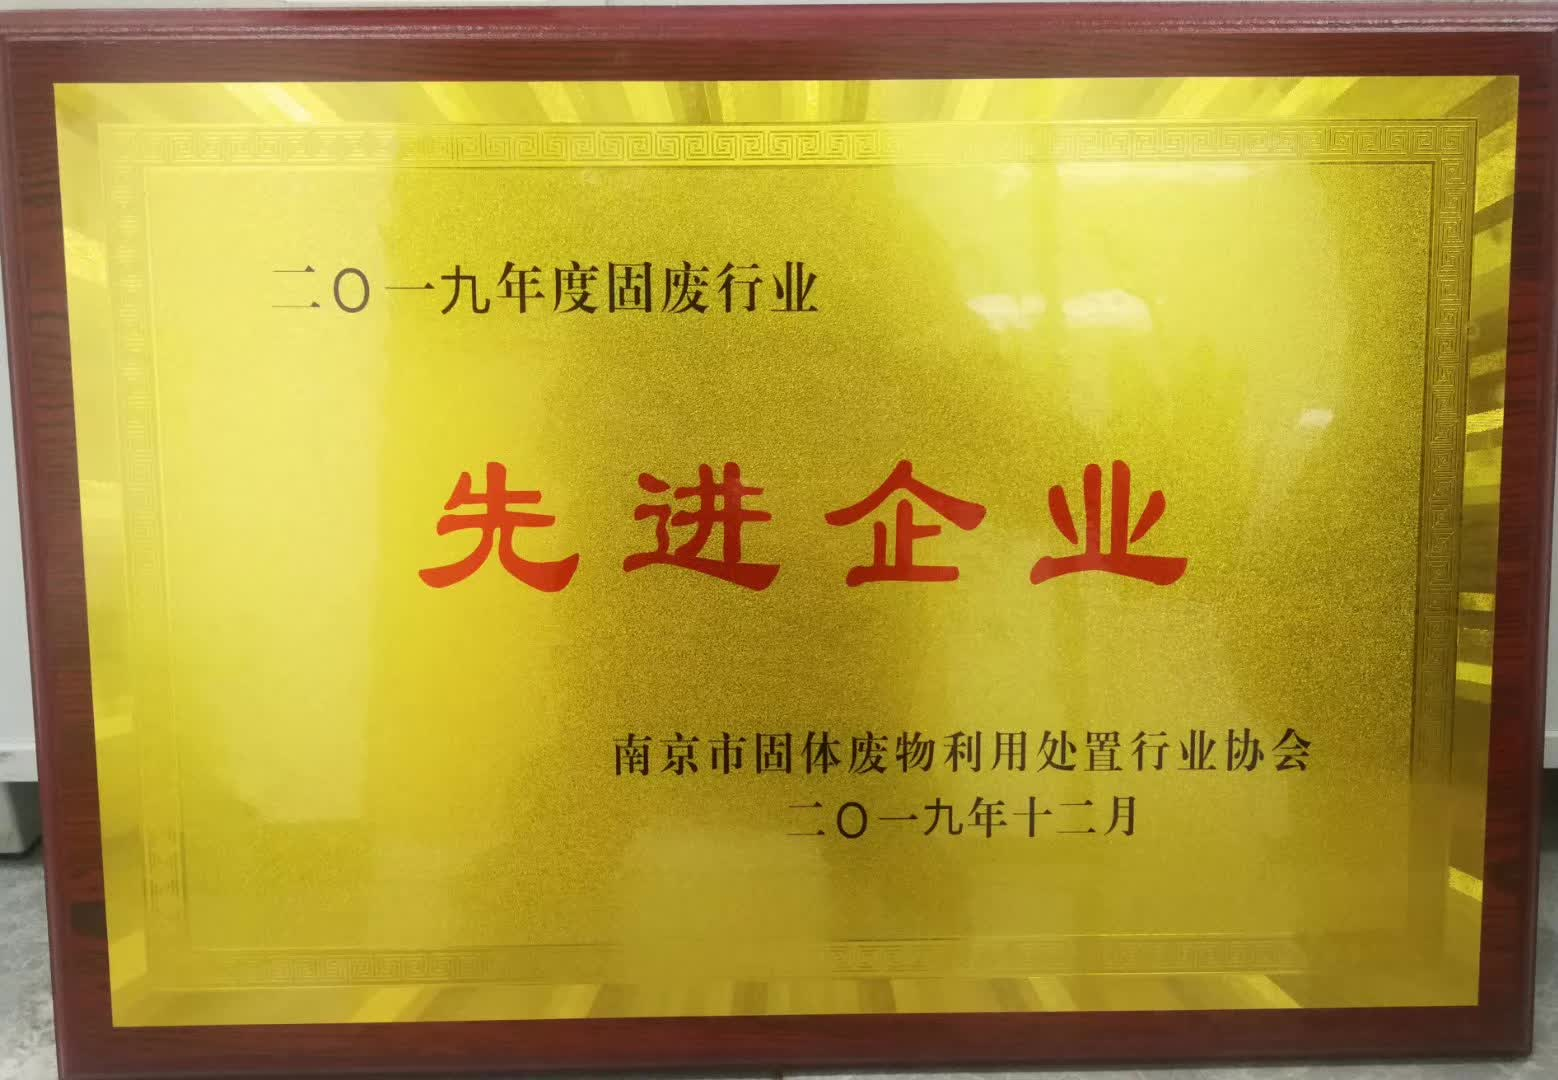 二〇一九年度固废行业
先进企业
南京市固体废物利用处置行业协会
二〇一九年十二月